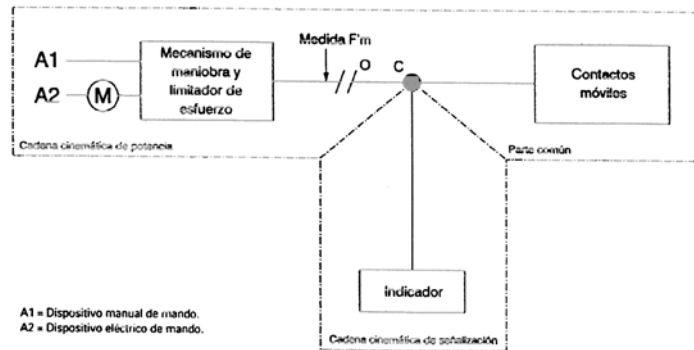 Medida F'm
A1
A2
M
Mecanismo de
maniobra y
limitador de
esfuerzo
O
C
Contactos
móviles
Cadena cinemática de potencia
Parte común
Indicador
A1 = Dispositivo manual de mando.
A2 = Dispositivo eléctrico de mando.
Cadena cinemática de señalización